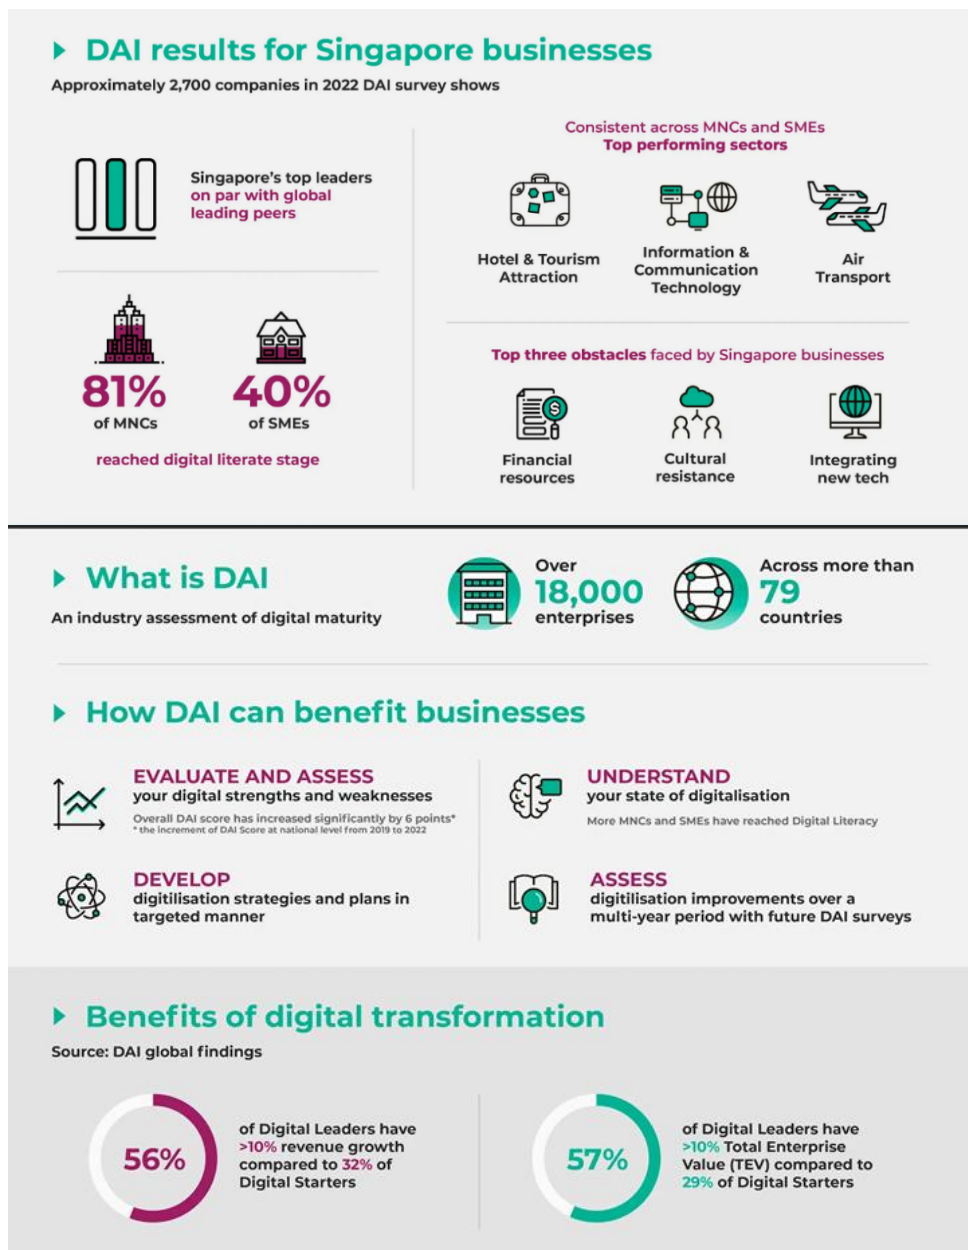 DAI results for Singapore businesses
Approximately 2,700 companies in 2022 DAI survey shows
Singapore's top leaders
on par with global
leading peers
81%
of MNCs
40%
of SMEs
reached digital literate stage
Consistent across MNCs and SMEs
Top performing sectors
Hotel & Tourism
Attraction
Information &
Communication
Technology
Air
Transport
Top three obstacles faced by Singapore businesses
Financial
resources
Cultural
resistance
Integrating
new tech
What is DAI
An industry assessment of digital maturity
Over
18,000
enterprises
Across more than
79
countries
How DAI can benefit businesses
EVALUATE AND ASSESS
your digital strengths and weaknesses
Overall DAI score has increased significantly by 6 points*
* the increment of DAI Score at national level from 2019 to 2022
UNDERSTAND
your state of digitalisation
More MNCs and SMEs have reached Digital Literacy
DEVELOP
digitilisation strategies and plans in
targeted manner
ASSESS
digitilisation improvements over a
multi-year period with future DAI surveys
Benefits of digital transformation
Source: DAI global findings
56%
of Digital Leaders have
>10% revenue growth
compared to 32% of
Digital Starters
57%
of Digital Leaders have
>10% Total Enterprise
Value (TEV) compared to
29% of Digital Starters